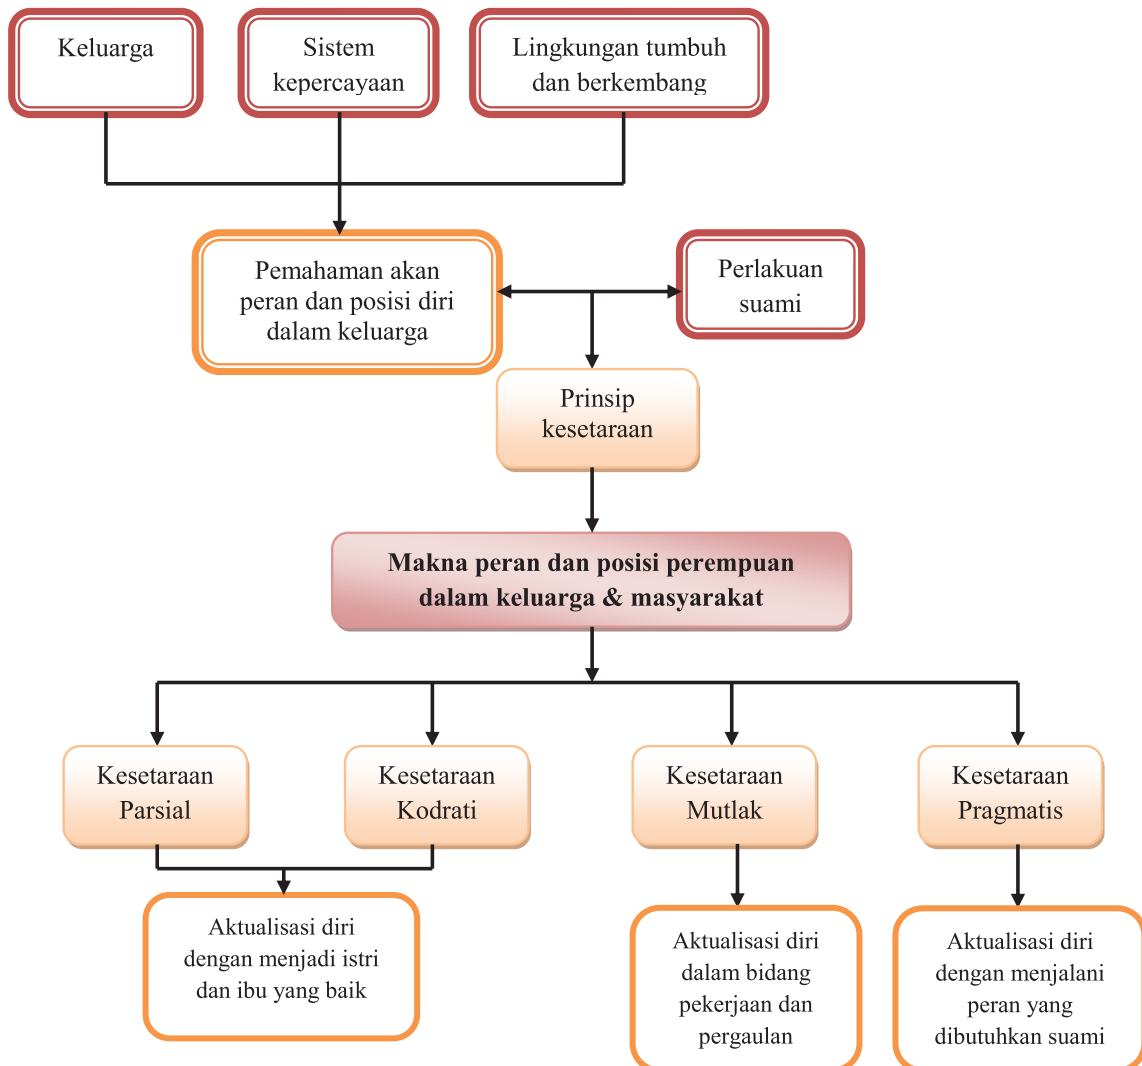 Keluarga
Sistem
kepercayaan
Lingkungan tumbuh
dan berkembang
Pemahaman akan
peran dan posisi diri
dalam keluarga
Perlakuan
suami
Prinsip
kesetaraan
Makna peran dan posisi perempuan
dalam keluarga & masyarakat
Kesetaraan
Parsial
Kesetaraan
Kodrati
Kesetaraan
Mutlak
Kesetaraan
Pragmatis
Aktualisasi diri
dengan menjadi istri
dan ibu yang baik
Aktualisasi diri
dalam bidang
pekerjaan dan
pergaulan
Aktualisasi diri
dengan menjalani
peran yang
dibutuhkan suami